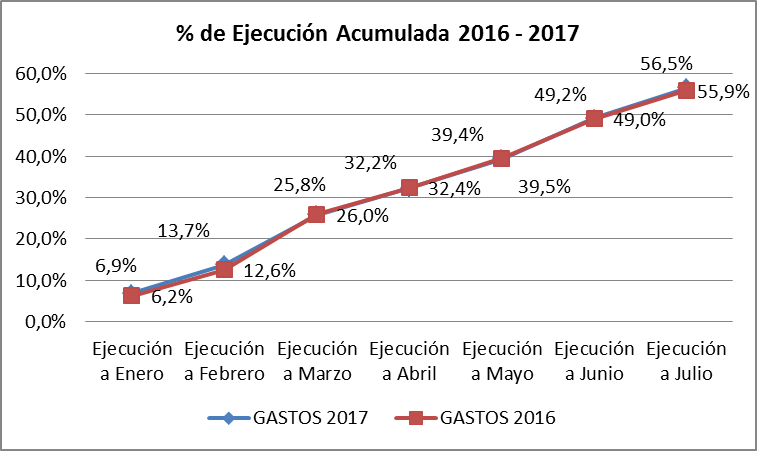 % de Ejecución Acumulada 2016 - 2017
60,0%
50,0%
40,0%
30,0%
20,0%
10,0%
0,0%
6,9%
13,7%
25,8%
32,2%
39,4%
49,2%
56,5%
6,2%
12,6%
26,0%
32,4%
39,5%
49,0%
55,9%
Ejecución
a Enero
Ejecución
a Febrero
Ejecución
a Marzo
Ejecución
a Abril
Ejecución
a Mayo
Ejecución
a Junio
Ejecución
a Julio
GASTOS 2017
GASTOS 2016